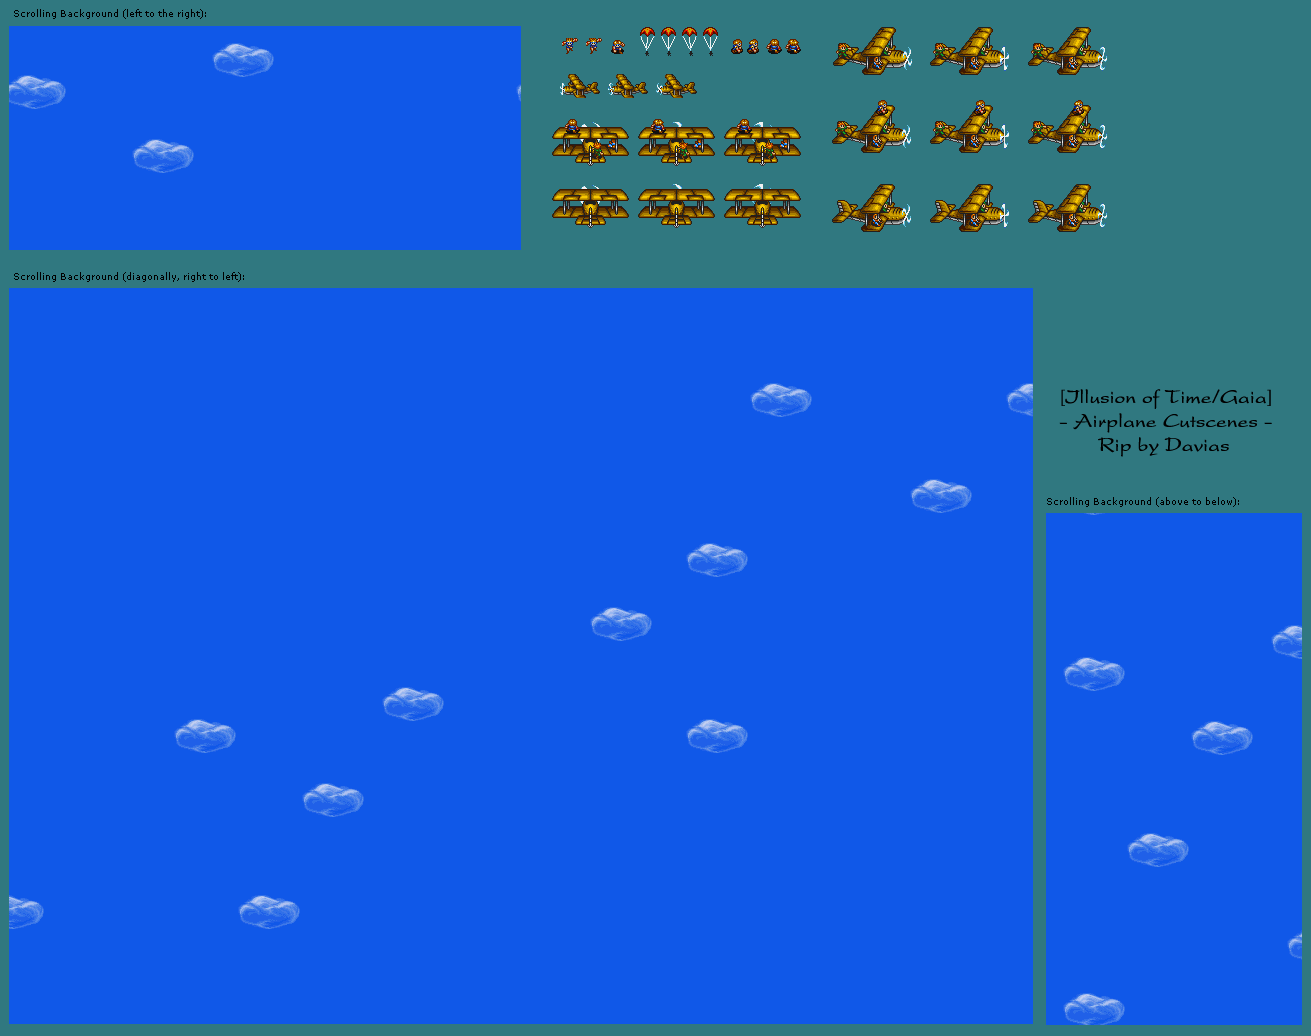 Scrolling Background (left to the right):
Scrolling Background (diagonally, right to left):
[Illusion of Time/Gaia]
- Airplane Cutscenes -
Rip by Davias
Scrolling Background (above to below):